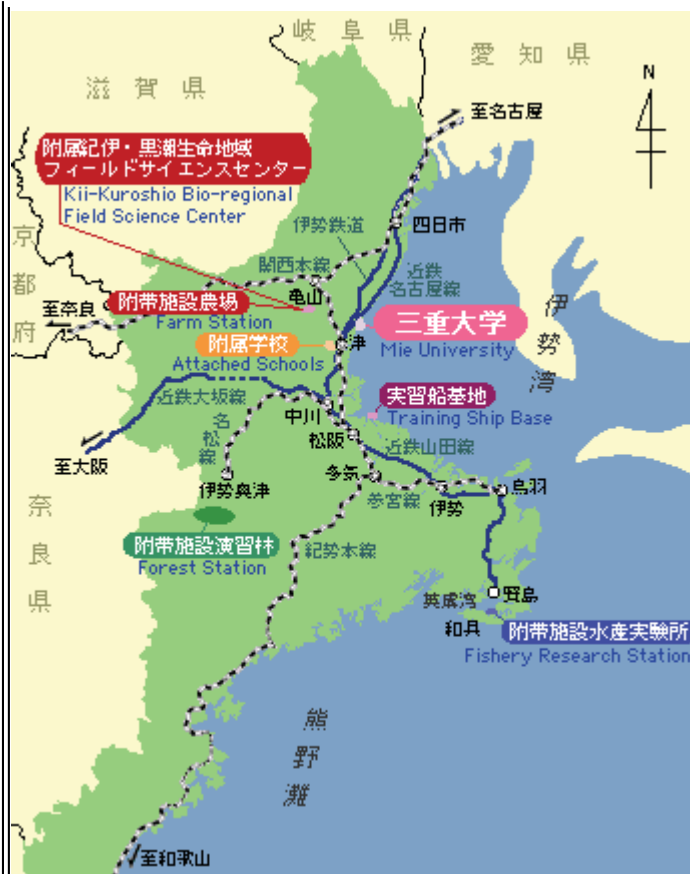 岐阜県
愛知県
滋賀県
N
至名古屋
附属紀伊・黒潮生命地域
フィールドサイエンスセンター
Kii-Kuroshio Bio-regional
Field Science Center
京都府
伊勢鉄道
四日市
関西本線
近鉄
名古屋線
亀山
至奈良
附帯施設農場
Farm Station
三重大学
Mie University
伊勢湾
附属学校
Attached Schools
津
近鉄大坂線
名松線
中川
実習船基地
Training Ship Base
松阪
近鉄山田線
至大阪
伊勢奥津
多気
参宮線
伊勢
鳥羽
奈良県
附帯施設演習林
Forest Station
紀勢本線
英虞湾
賢島
和具
附帯施設水産実験所
Fishery Research Station
熊野灘
至和歌山